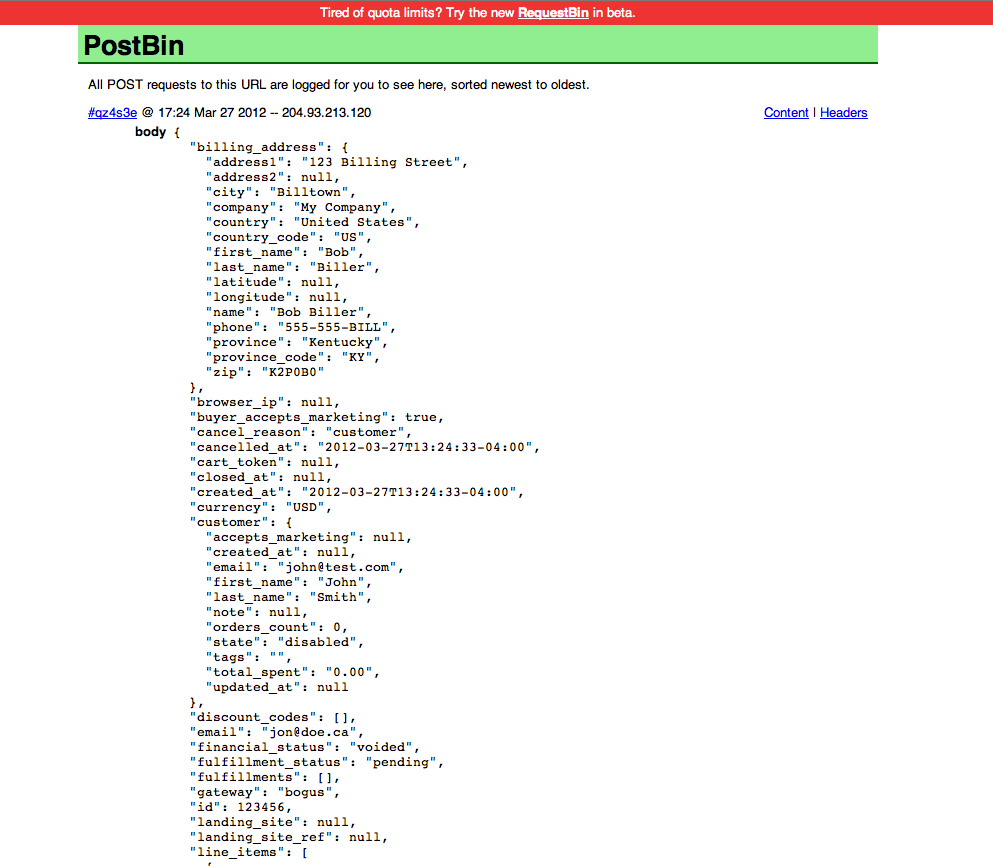 Tired of quota limits? Try the new RequestBin in beta.
PostBin
All POST requests to this URL are logged for you to see here, sorted newest to oldest.
#qz4s3e @ 17:24 Mar 27 2012 -- 204.93.213.120 Content | Headers
body {
"billing_address": {
"address1": "123 Billing Street",
"address2": null,
"city": "Billtown",
"company": "My Company",
"country": "United States",
"country_code": "US",
"first_name": "Bob",
"last_name": "Biller",
"latitude": null,
"longitude": null,
"name": "Bob Biller",
"phone": "555-555-BILL",
"province": "Kentucky",
"province_code": "KY",
"zip": "K2P0B0"
},
"browser_ip": null,
"buyer_accepts_marketing": true,
"cancel_reason": "customer",
"cancelled_at": "2012-03-27T13:24:33-04:00",
"cart_token": null,
"closed_at": null,
"created_at": "2012-03-27T13:24:33-04:00",
"currency": "USD",
"customer": {
"accepts_marketing": null,
"created_at": null,
"email": "john@test.com",
"first_name": "John",
"last_name": "Smith",
"note": null,
"orders_count": 0,
"state": "disabled",
"tags": "",
"total_spent": "0.00",
"updated_at": null
},
"discount_codes": [],
"email": "jon@doe.ca",
"financial_status": "voided",
"fulfillment_status": "pending",
"fulfillments": [],
"gateway": "bogus",
"id": 123456,
"landing_site": null,
"landing_site_ref": null,
"line_items": [